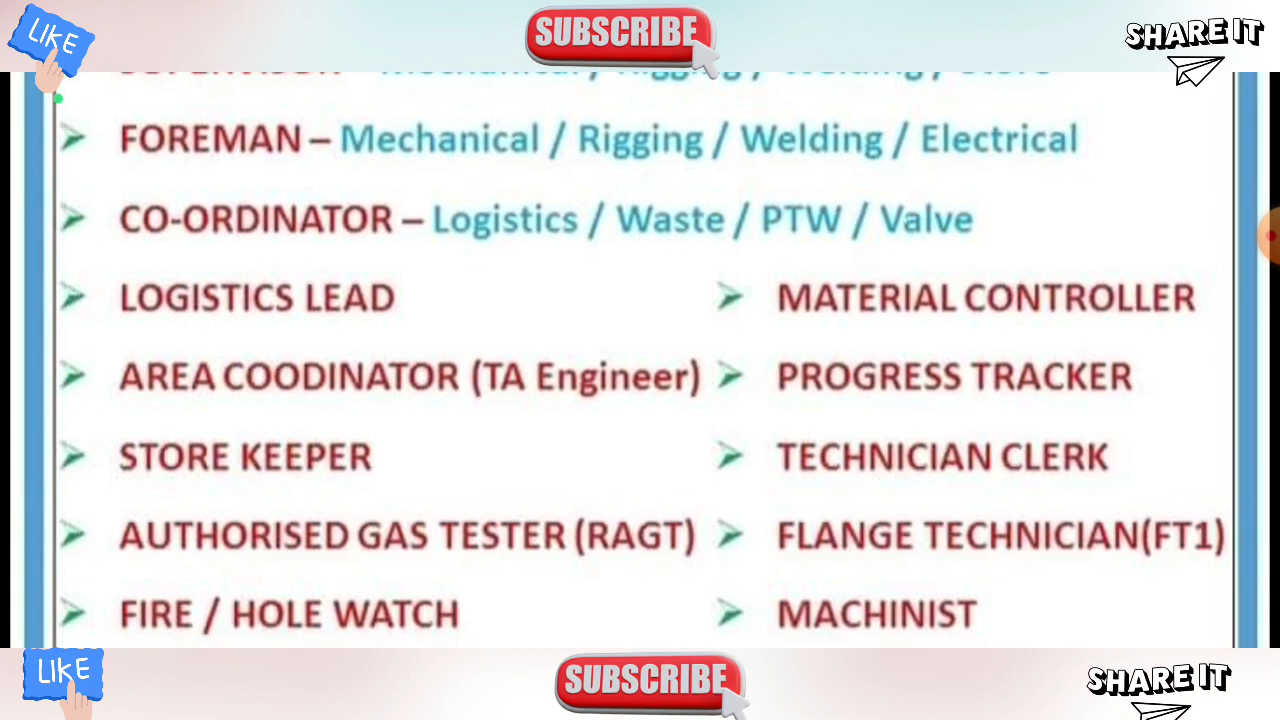 LIKE
SUBSCRIBE
SHARE IT
FOREMAN – Mechanical / Rigging / Welding / Electrical
CO-ORDINATOR – Logistics / Waste / PTW / Valve
LOGISTICS LEAD
MATERIAL CONTROLLER
AREA COODINATOR (TA Engineer)
PROGRESS TRACKER
STORE KEEPER
TECHNICIAN CLERK
AUTHORISED GAS TESTER (RAGT)
FLANGE TECHNICIAN(FT1)
FIRE / HOLE WATCH
MACHINIST
LIKE
SUBSCRIBE
SHARE IT